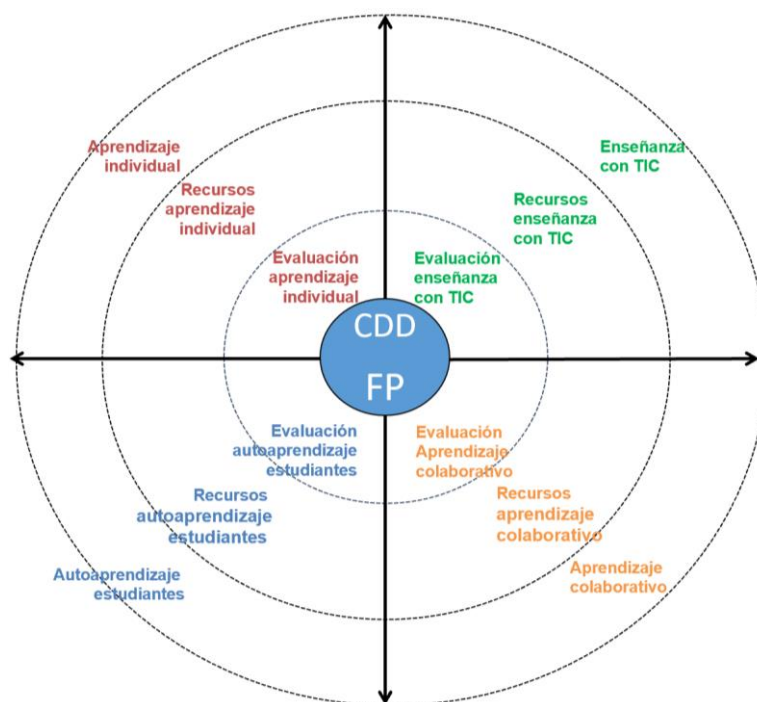 Aprendizaje
individual
Recursos
aprendizaje
individual
Evaluación
aprendizaje
individual
Enseñanza
con TIC
Recursos
enseñanza
con TIC
Evaluación
enseñanza
con TIC
CDD
FP
Evaluación
autoaprendizaje
estudiantes
Recursos
autoaprendizaje
estudiantes
Autoaprendizaje
estudiantes
Evaluación
Aprendizaje
colaborativo
Recursos
aprendizaje
colaborativo
Aprendizaje
colaborativo